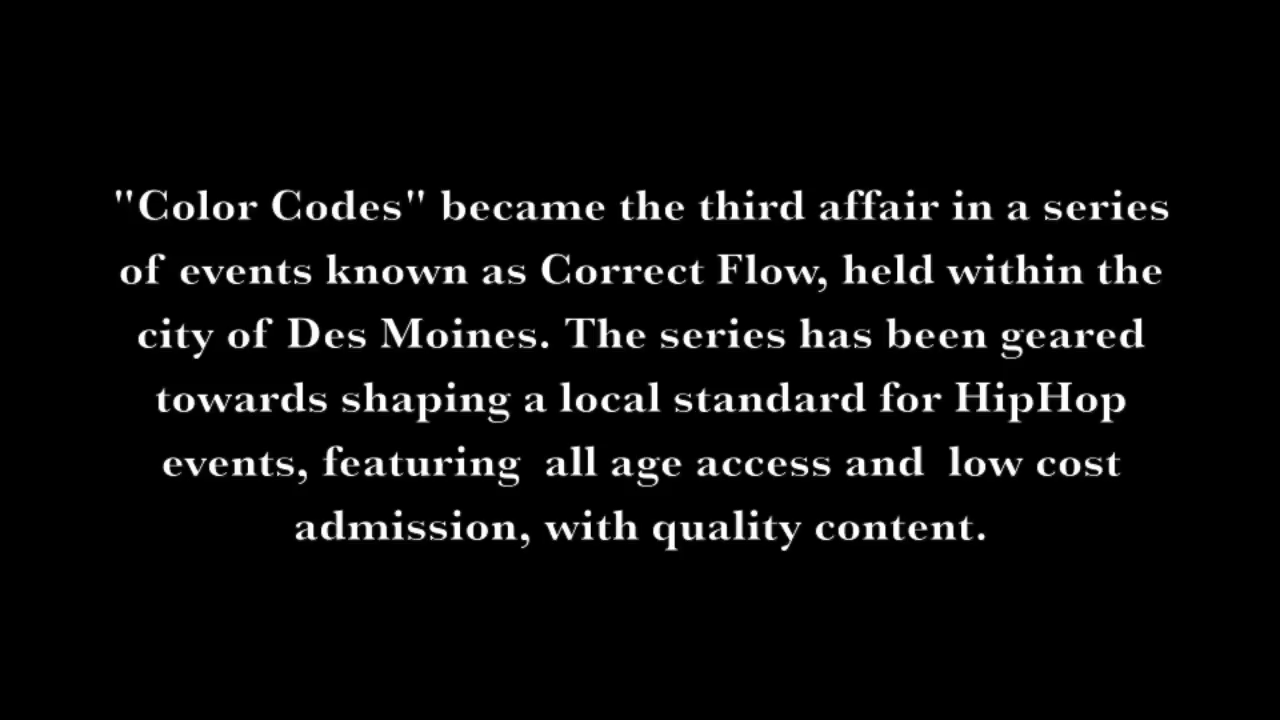 "Color Codes" became the third affair in a series
of events known as Correct Flow, held within the
city of Des Moines. The series has been geared
towards shaping a local standard for HipHop
events, featuring  all age access and  low cost
admission, with quality content.